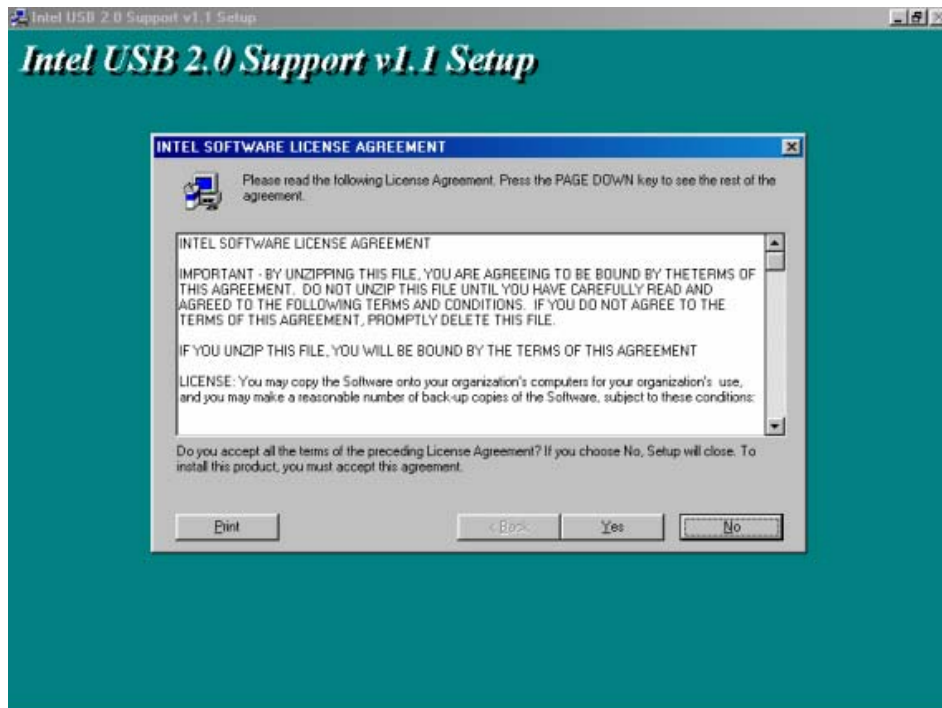 Intel USB 2.0 Support v1.1 Setup
Intel USB 2.0 Support v1.1 Setup
INTEL SOFTWARE LICENSE AGREEMENT
Please read the following License Agreement. Press the PAGE DOWN key to see the rest of the
agreement.
INTEL SOFTWARE LICENSE AGREEMENT
IMPORTANT - BY UNZIPPING THIS FILE, YOU ARE AGREEING TO BE BOUND BY THETERMS OF
THIS AGREEMENT. DO NOT UNZIP THIS FILE UNTIL YOU HAVE CAREFULLY READ AND
AGREED TO THE FOLLOWING TERMS AND CONDITIONS. IF YOU DO NOT AGREE TO THE
TERMS OF THIS AGREEMENT, PROMPTLY DELETE THIS FILE.
IF YOU UNZIP THIS FILE, YOU WILL BE BOUND BY THE TERMS OF THIS AGREEMENT
LICENSE: You may copy the Software onto your organization's computers for your organization's use,
and you may make a reasonable number of back-up copies of the Software, subject to these conditions:
Do you accept all the terms of the preceding License Agreement? If you choose No, Setup will close. To
install this product, you must accept this agreement.
Print < Back Yes No